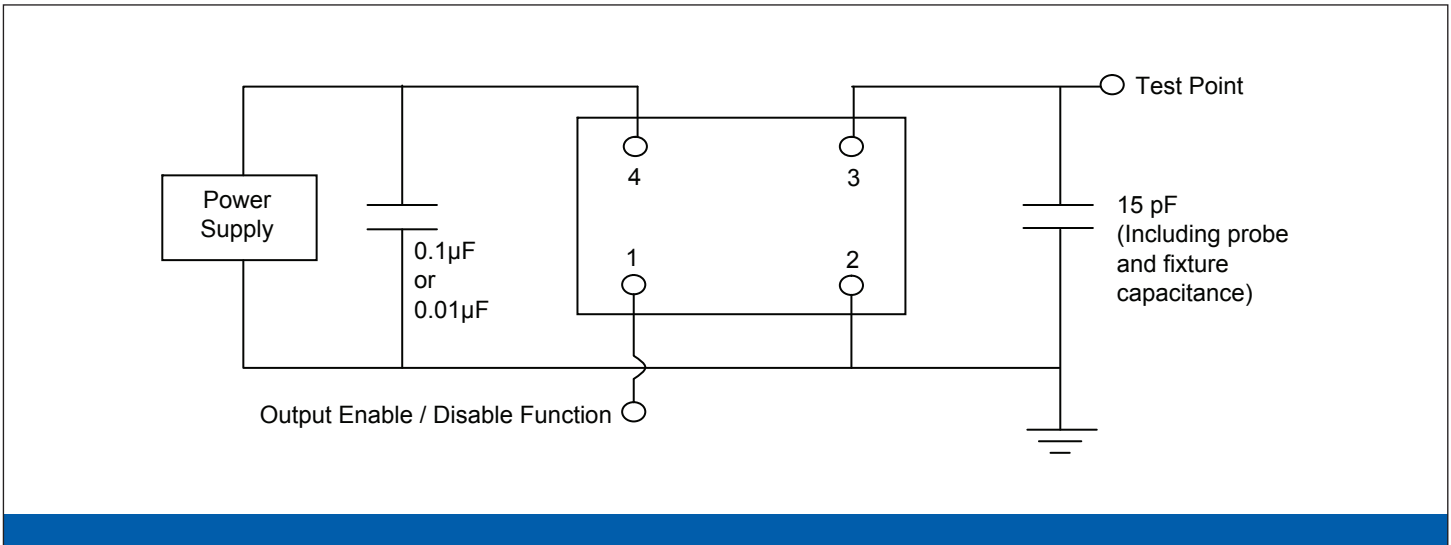 Test Point
4
3
Power
Supply
0.1µF
or
0.01µF
1
2
15 pF
(Including probe
and fixture
capacitance)
Output Enable / Disable Function